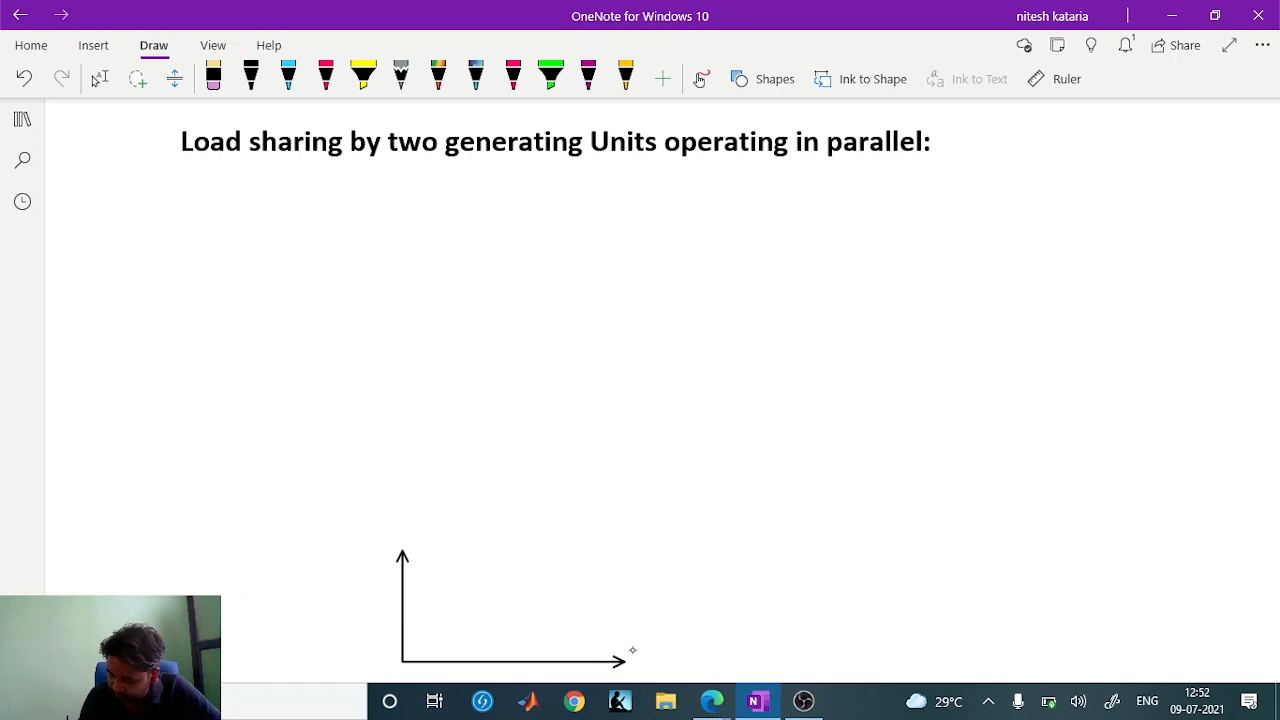 OneNote for Windows 10
nitesh kataria
Home Insert Draw View Help
Share
Shapes
Ink to Shape
Ink to Text
Ruler
Load sharing by two generating Units operating in parallel:
29°C
ENG
12:52
09-07-2021